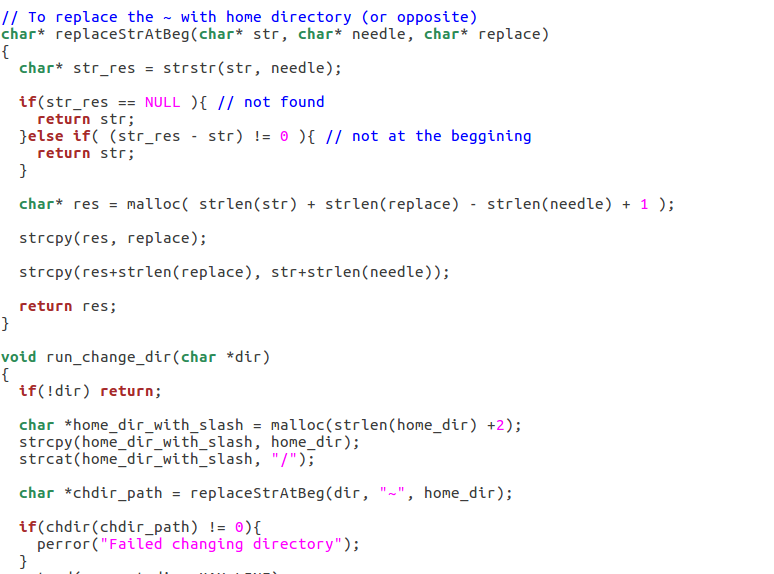 // To replace the ~ with home directory (or opposite)
char* replaceStrAtBeg(char* str, char* needle, char* replace)
{
  char* str_res = strstr(str, needle);
  if(str_res == NULL ){ // not found
    return str;
  }else if( (str_res - str) != 0 ){ // not at the beggining
    return str;
  }
  char* res = malloc( strlen(str) + strlen(replace) - strlen(needle) + 1 );
  strcpy(res, replace);
  strcpy(res+strlen(replace), str+strlen(needle));
  return res;
}
void run_change_dir(char *dir)
{
  if(!dir) return;
  char *home_dir_with_slash = malloc(strlen(home_dir) +2);
  strcpy(home_dir_with_slash, home_dir);
  strcat(home_dir_with_slash, "/");
  char *chdir_path = replaceStrAtBeg(dir, "~", home_dir);
  if(chdir(chdir_path) != 0){
    perror("Failed changing directory");
  }